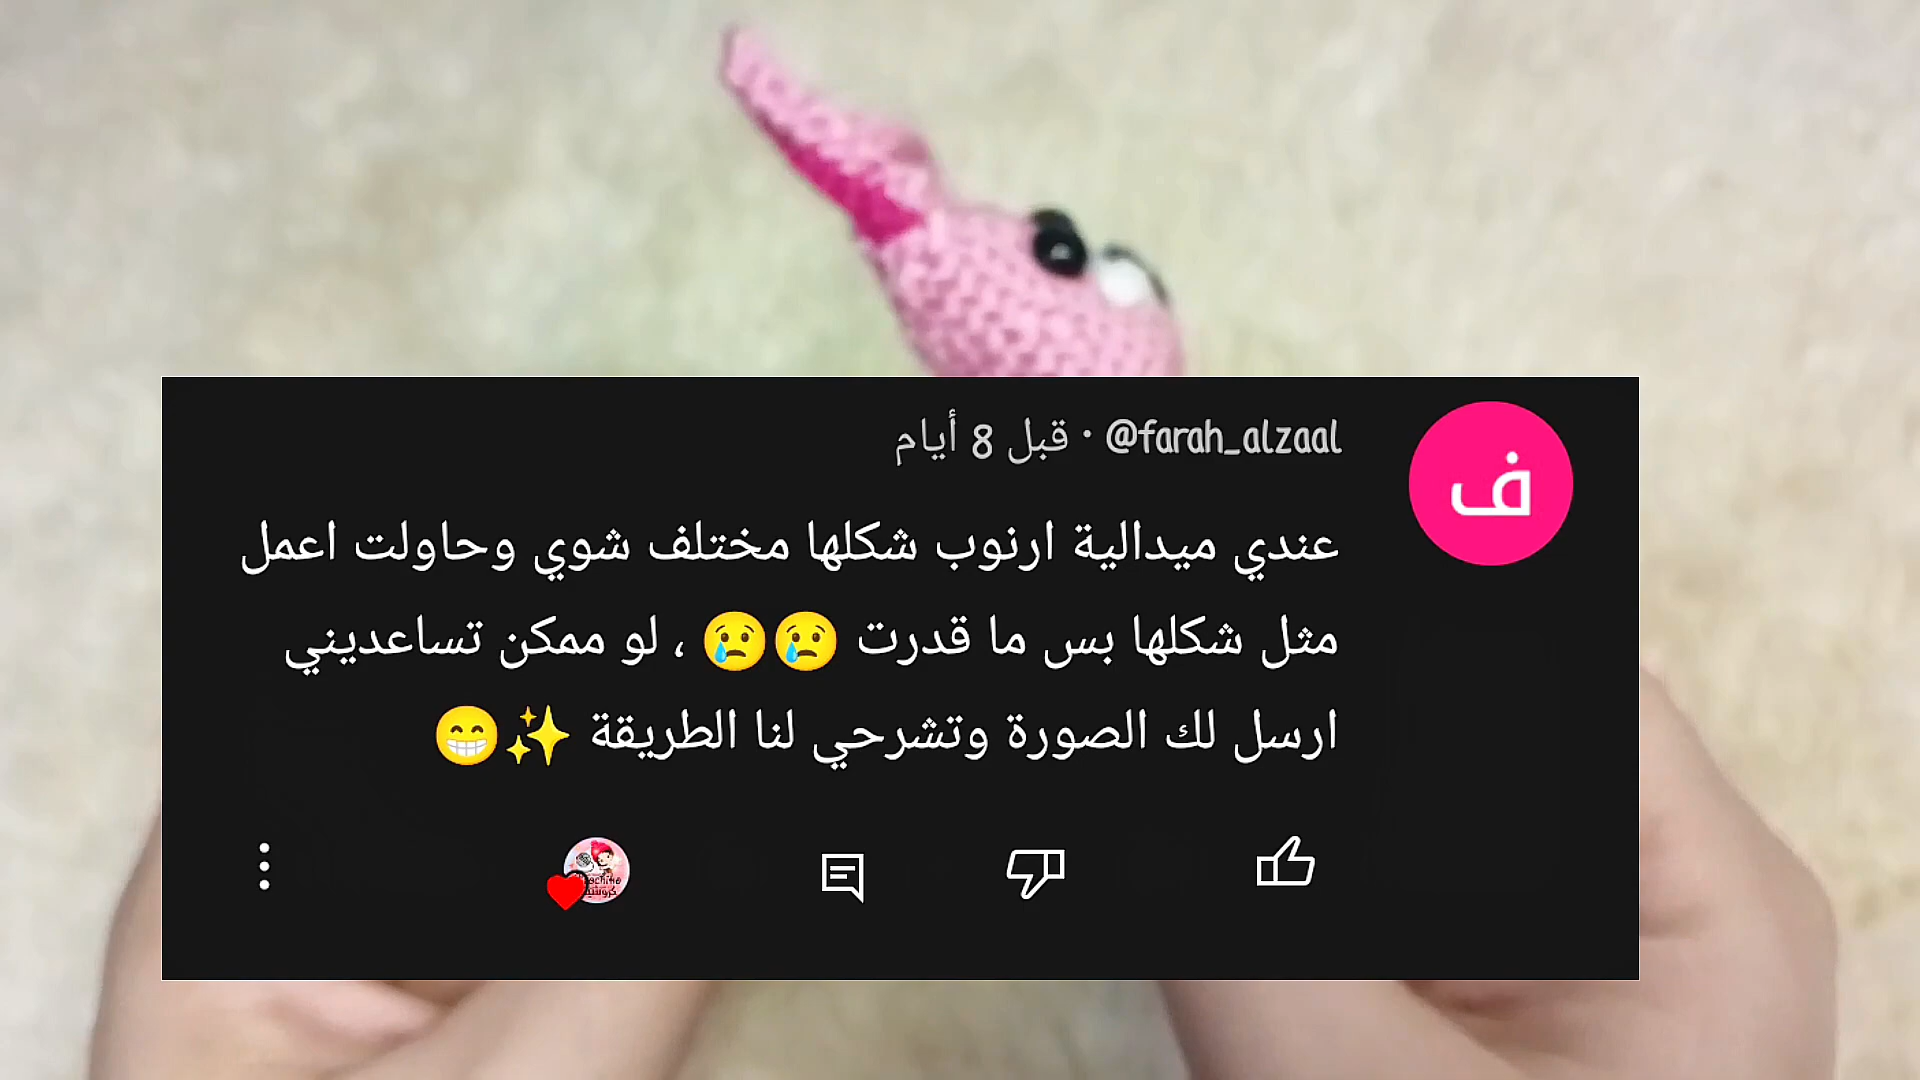 @farah_alzaal · قبل 8 أيام
ف
عندي ميدالية ارنوب شكلها مختلف شوي وحاولت اعمل
مثل شكلها بس ما قدرت 😢😢 ، لو ممكن تساعديني
ارسل لك الصورة وتشرحي لنا الطريقة ✨😁